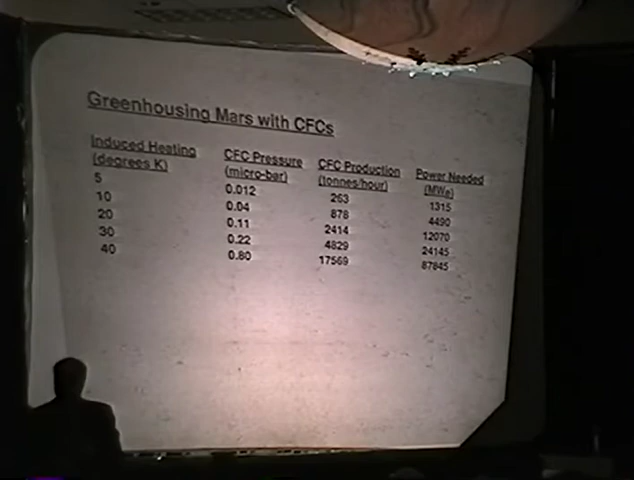 Greenhousing Mars with CFCs
Induced Heating (degrees K) CFC Pressure (micro-bar) CFC Production (tonnes/hour) Power Needed (MWe)
5 0.012 263 1315
10 0.04 878 4490
20 0.11 2414 12070
30 0.22 4829 24145
40 0.80 17569 87845